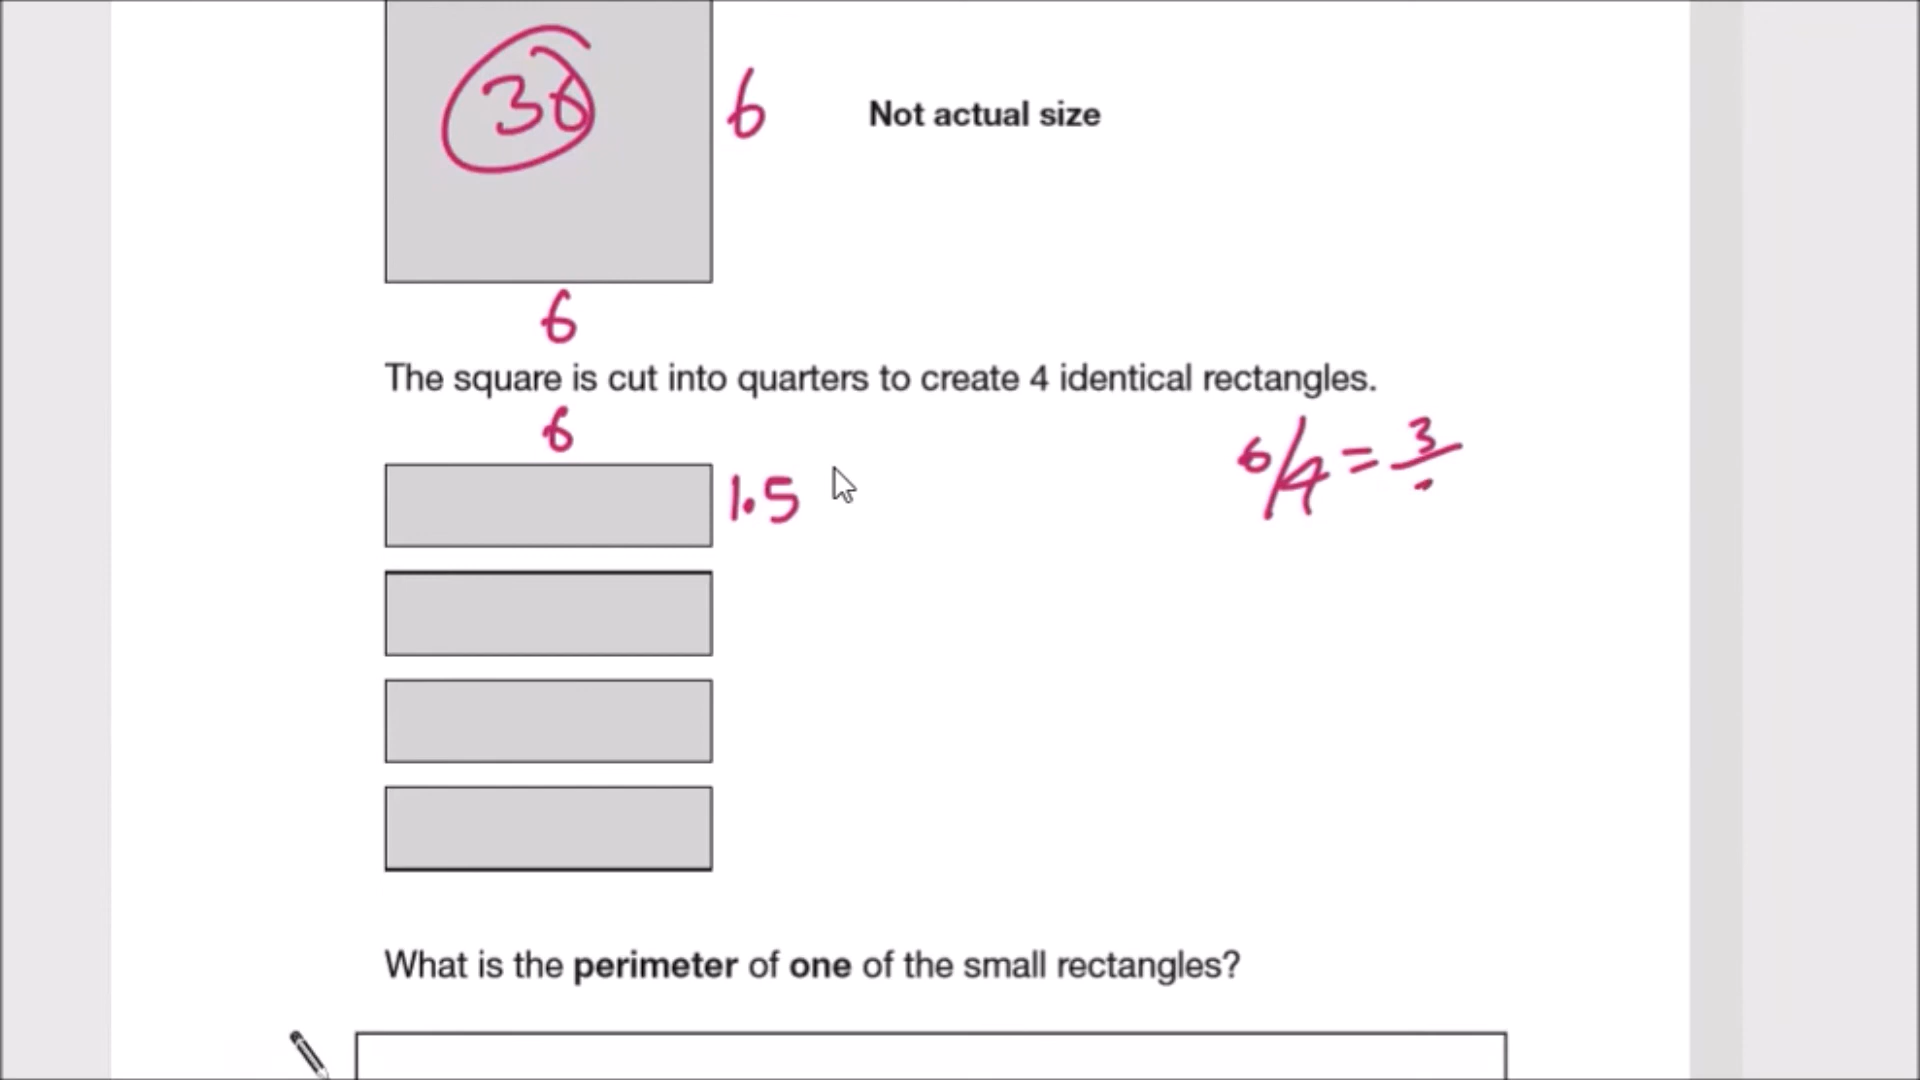 36
6
Not actual size
6
The square is cut into quarters to create 4 identical rectangles.
6
6/4 = 3/
1.5
What is the perimeter of one of the small rectangles?